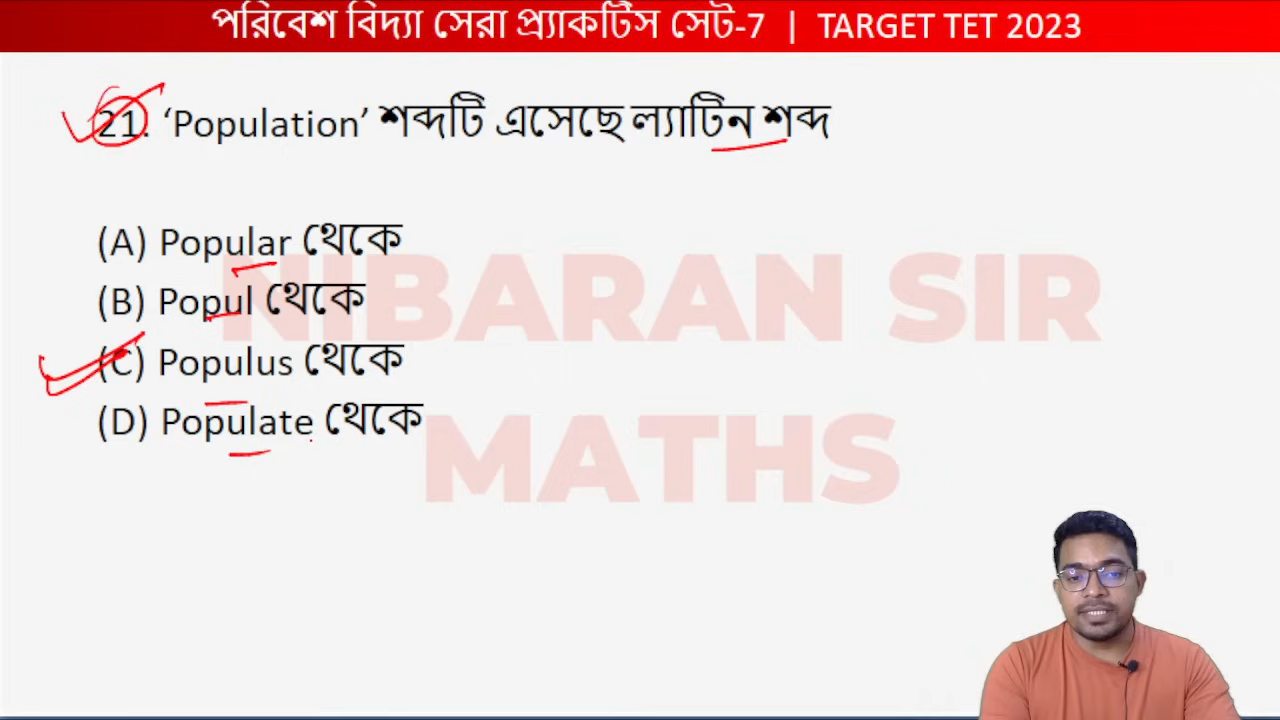 পরিবেশ বিদ্যা সেরা প্র্যাকটিস সেট-7 | TARGET TET 2023
21. ‘Population’ শব্দটি এসেছে ল্যাটিন শব্দ
(A) Popular থেকে
(B) Popul থেকে
(C) Populus থেকে
(D) Populate থেকে
NIBARAN SIR
MATHS